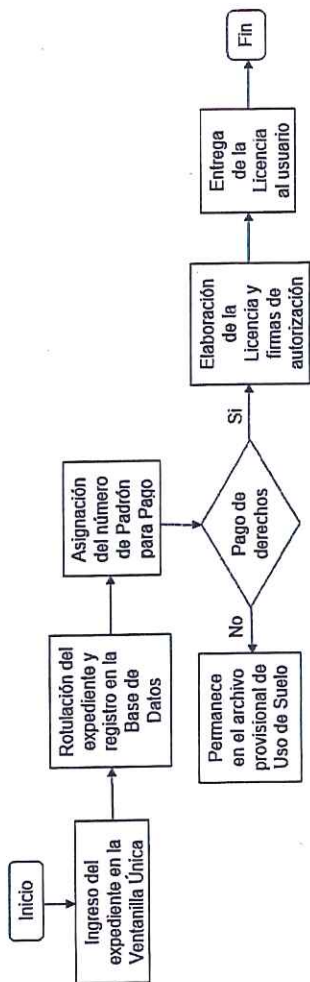 Inicio
Ingreso del
expediente en la
Ventanilla Única
Rotulación del
expediente y
registro en la
Base de
Datos
Asignación
del número
de Padrón
para Pago
Pago de
derechos
No
Permanece
en el archivo
provisional de
Uso de Suelo
Si
Elaboración
de la
Licencia y
firmas de
autorización
Entrega
de la
Licencia
al usuario
Fin